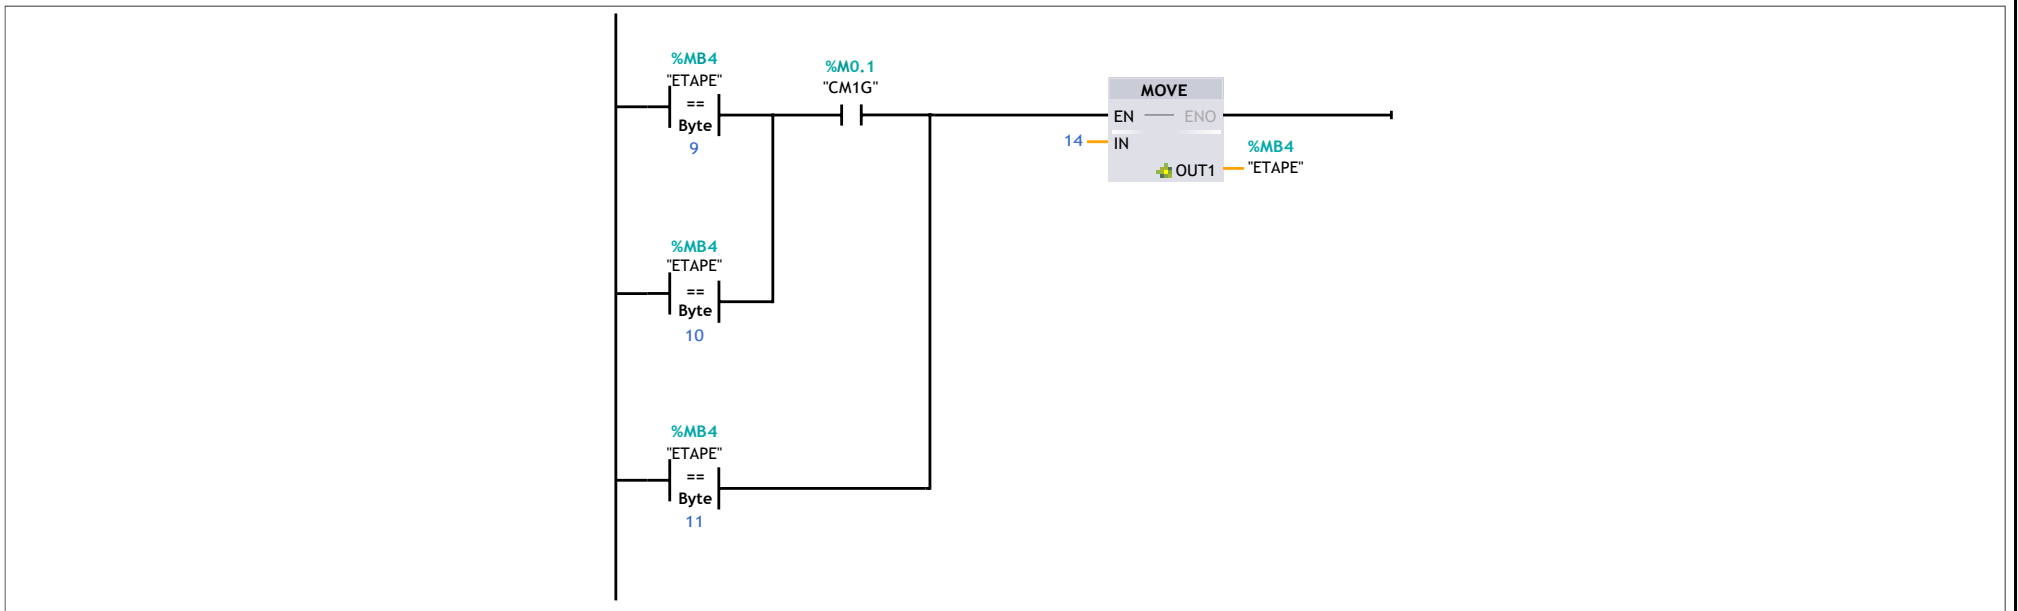 %MB4
"ETAPE"
==
Byte
9
%M0.1
"CM1G"
MOVE
EN ENO
14 IN
OUT1
%MB4
"ETAPE"
%MB4
"ETAPE"
==
Byte
10
%MB4
"ETAPE"
==
Byte
11